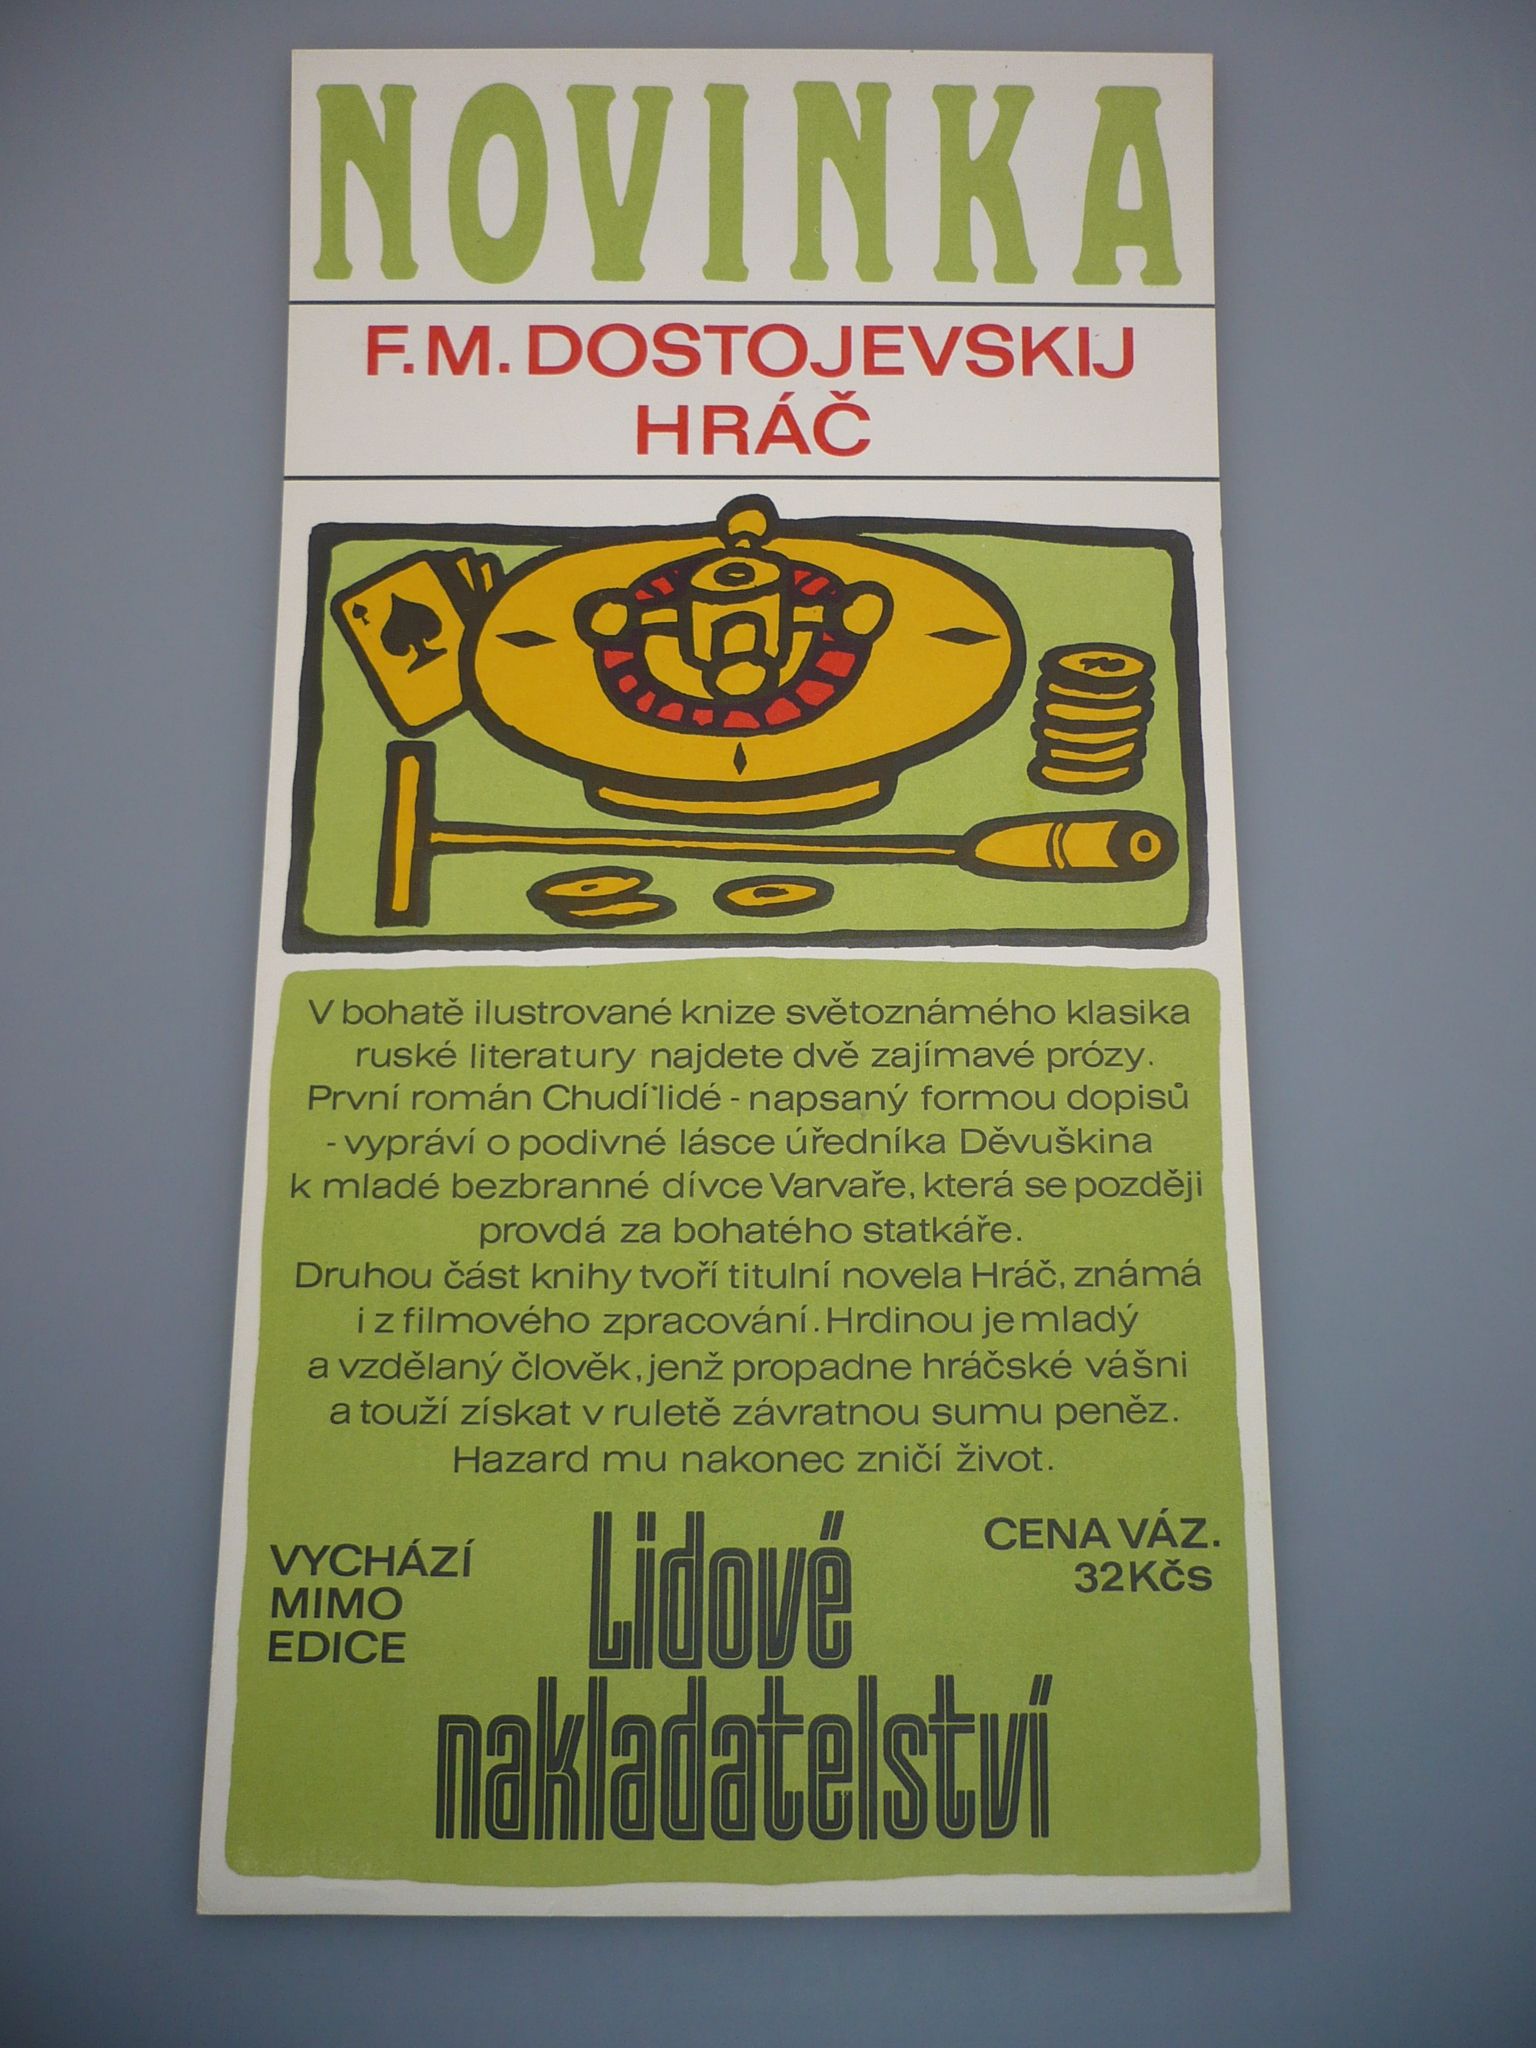 NOVINKA
F. M. DOSTOJEVSKIJ
HRÁČ
V bohatě ilustrované knize světoznámého klasika
ruské literatury najdete dvě zajímavé prózy.
První román Chudí lidé - napsaný formou dopisů
- vypráví o podivné lásce úředníka Děvuškina
k mladé bezbranné dívce Varvaře, která se později
provdá za bohatého statkáře.
Druhou část knihy tvoří titulní novela Hráč, známá
i z filmového zpracování. Hrdinou je mladý
a vzdělaný člověk, jenž propadne hráčské vášni
a touží získat v ruletě závratnou sumu peněz.
Hazard mu nakonec zničí život.
VYCHÁZÍ
MIMO
EDICE
Lidové
nakladatelství
CENA VÁZ.
32 Kčs